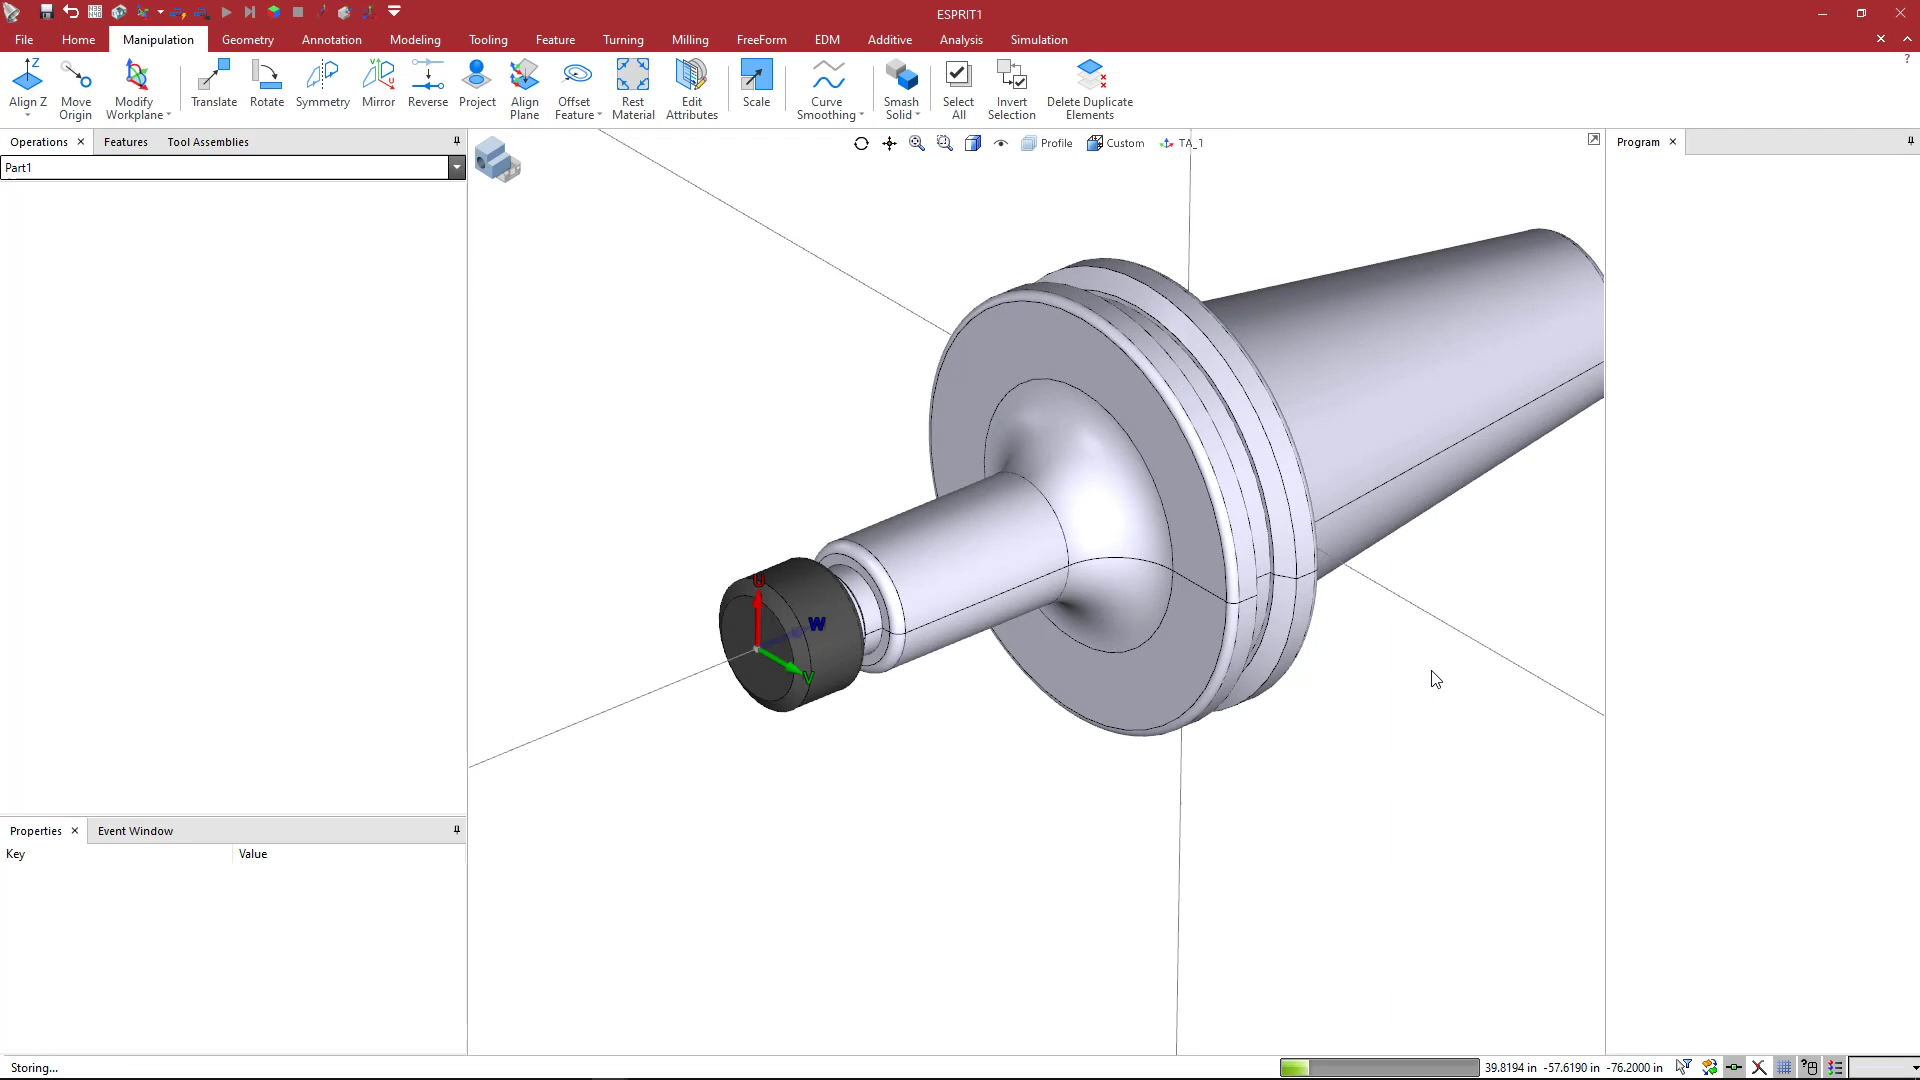 ESPRIT1
File Home Manipulation Geometry Annotation Modeling Tooling Feature Turning Milling FreeForm EDM Additive Analysis Simulation
Align Z
Move Origin
Modify Workplane
Translate
Rotate
Symmetry
Mirror
Reverse
Project
Align Plane
Offset Feature
Rest Material
Edit Attributes
Scale
Curve Smoothing
Smash Solid
Select All
Invert Selection
Delete Duplicate Elements
Operations Features Tool Assemblies
Part1
Profile Custom TA_1
Program
U
W
V
Properties Event Window
Key Value
Storing...
39.8194 in -57.6190 in -76.2000 in